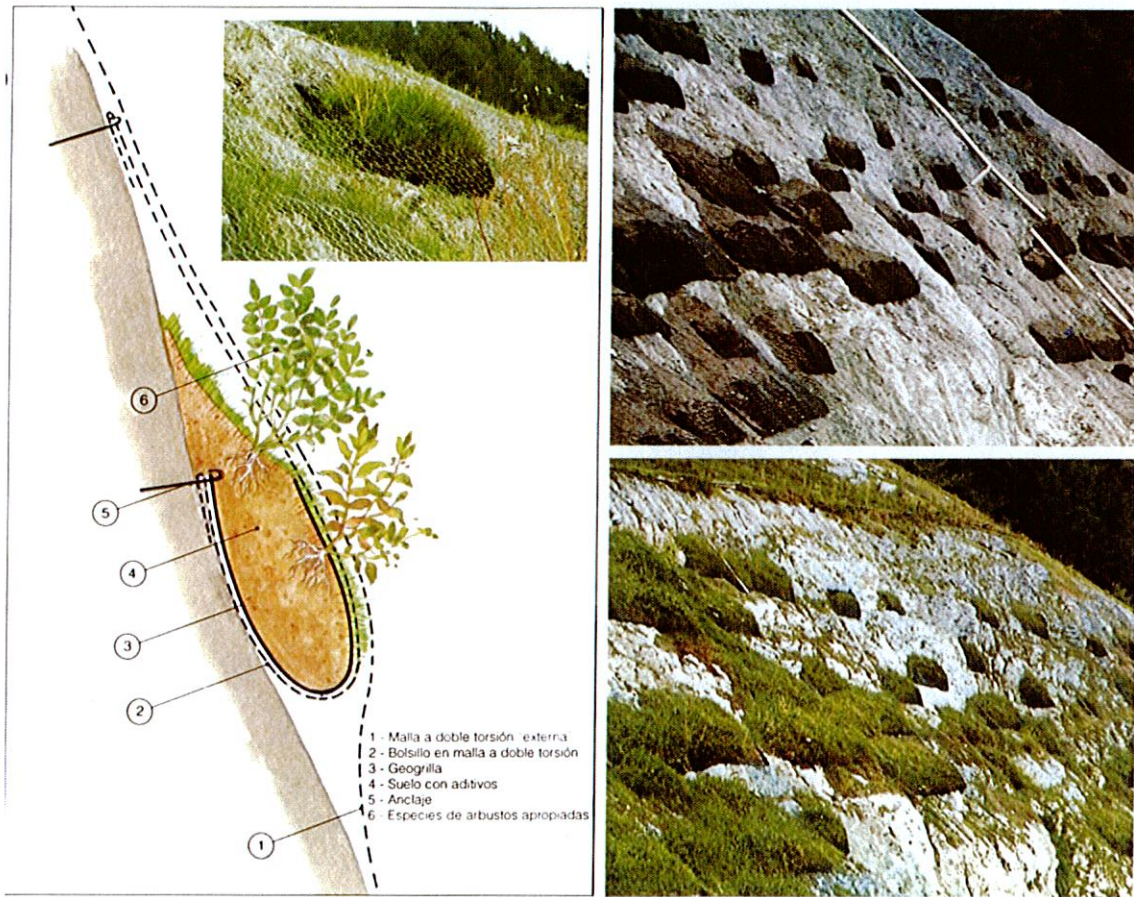 6
5
4
3
2
1 - Malla a doble torsión "externa"
2 - Bolsillo en malla a doble torsión
3 - Geogrilla
4 - Suelo con aditivos
5 - Anclaje
6 - Especies de arbustos apropiadas
1